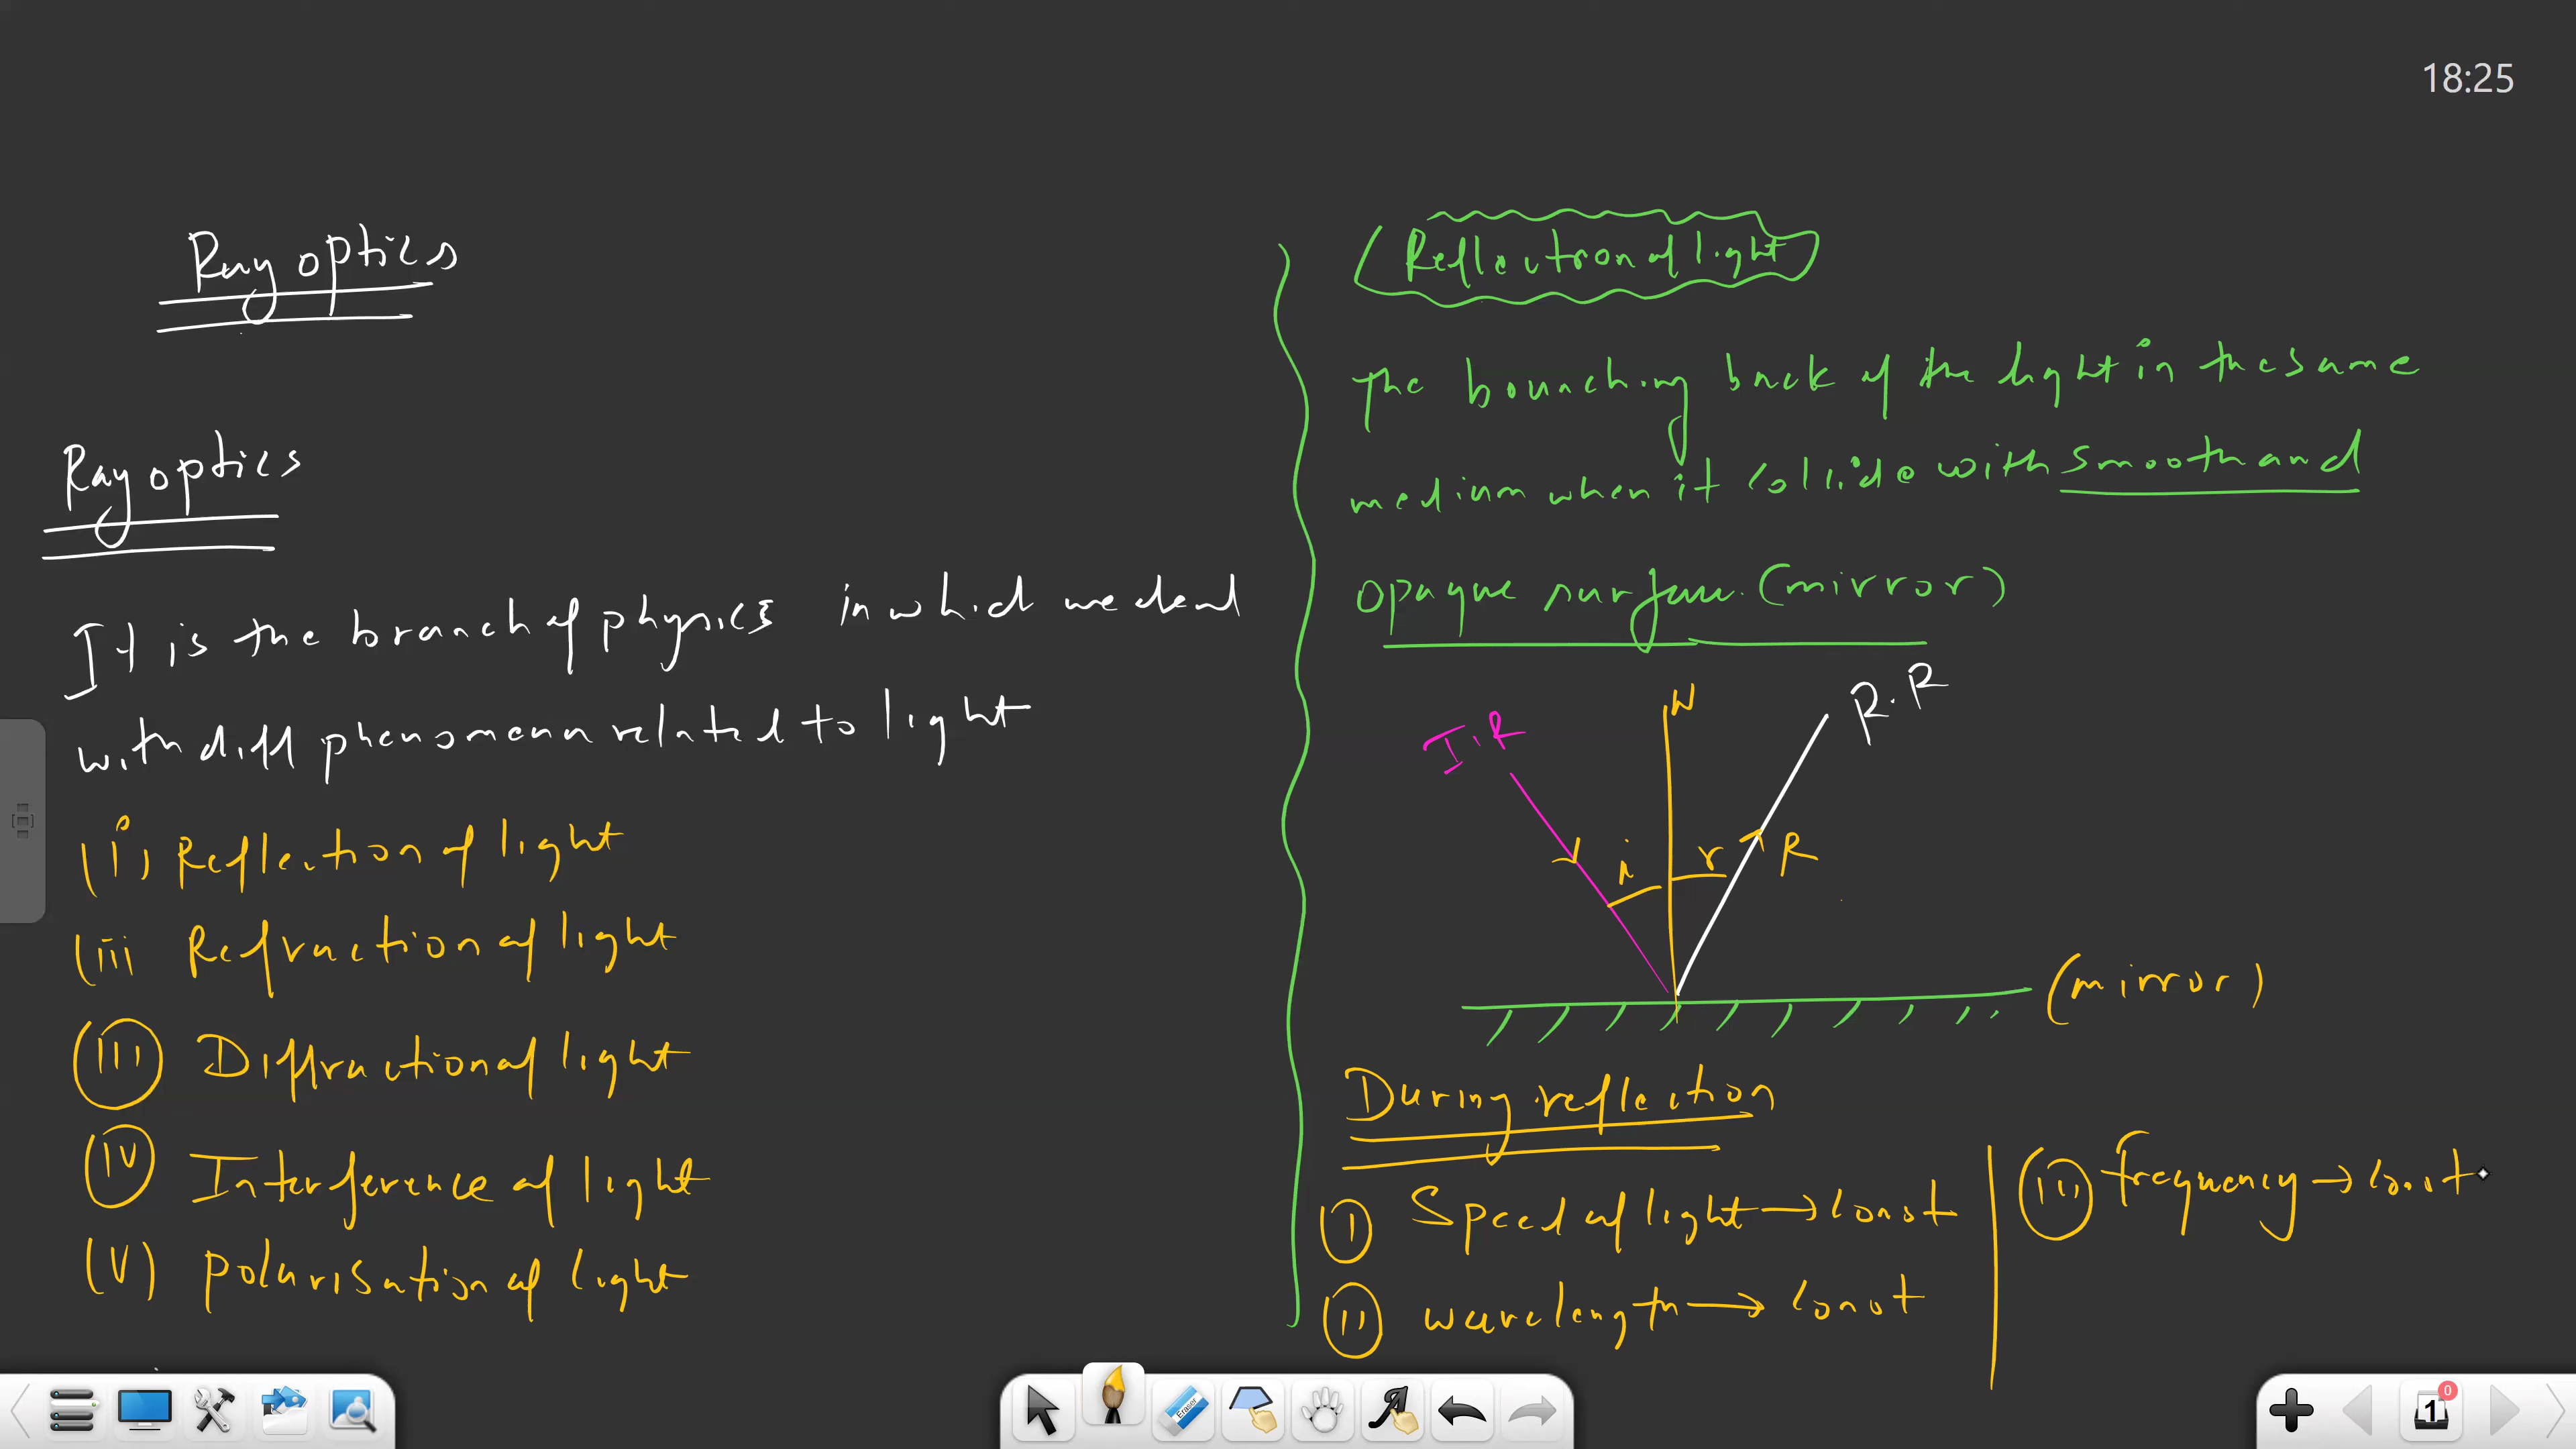 18:25
Ray optics
Ray optics
It is the branch of physics in which we deal
with diff phenomena related to light
(i) Reflection of light
(ii) Refraction of light
(iii) Diffraction of light
(iv) Interference of light
(v) polarisation of light
Reflection of light
The bounching back of the light in the same
medium when it collide with smooth and
opaque surface. (mirror)
I.R
N
R.R
i
r
R
(mirror)
During reflection
(i) Speed of light → const
(ii) wavelength → const
(iii) frequency → const
Eraser
1
0